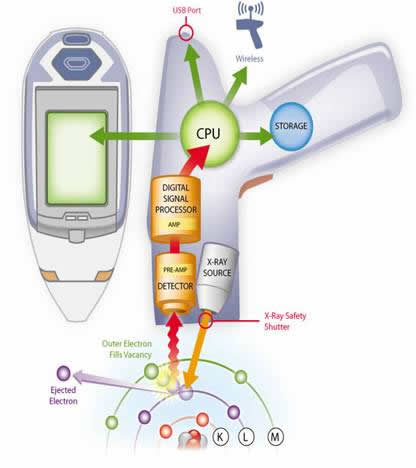 USB Port
Wireless
CPU
STORAGE
DIGITAL
SIGNAL
PROCESSOR
AMP
PRE-AMP
DETECTOR
X-RAY
SOURCE
X-Ray Safety
Shutter
Outer Electron
Fills Vacancy
Ejected
Electron
K L M